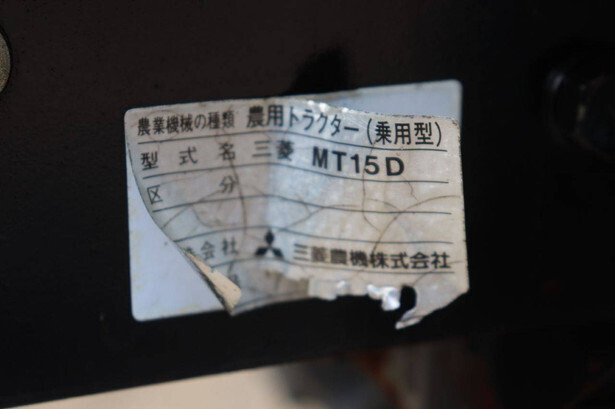 農業機械の種類 農用トラクター(乗用型)
型式名 三菱 MT15D
区分
会社 三菱農機株式会社